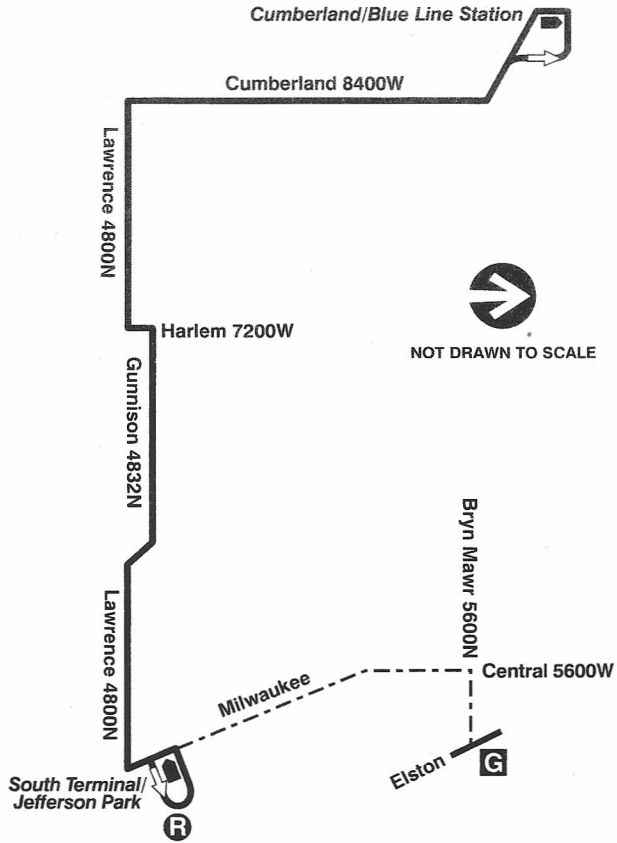 Cumberland/Blue Line Station
Cumberland 8400W
Lawrence 4800N
Harlem 7200W
NOT DRAWN TO SCALE
Gunnison 4832N
Bryn Mawr 5600N
Lawrence 4800N
Central 5600W
Milwaukee
Elston
G
South Terminal/
Jefferson Park
R